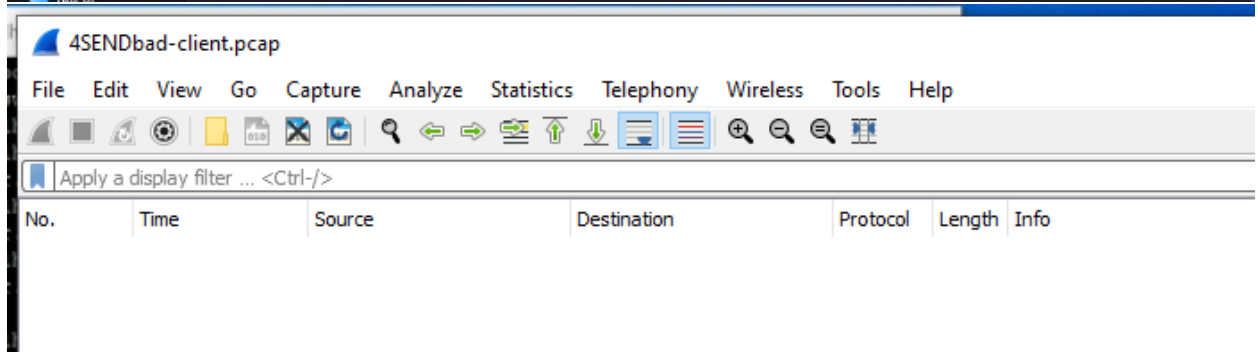 4SENDbad-client.pcap
File Edit View Go Capture Analyze Statistics Telephony Wireless Tools Help
Apply a display filter ... <Ctrl-/>
No. Time Source Destination Protocol Length Info